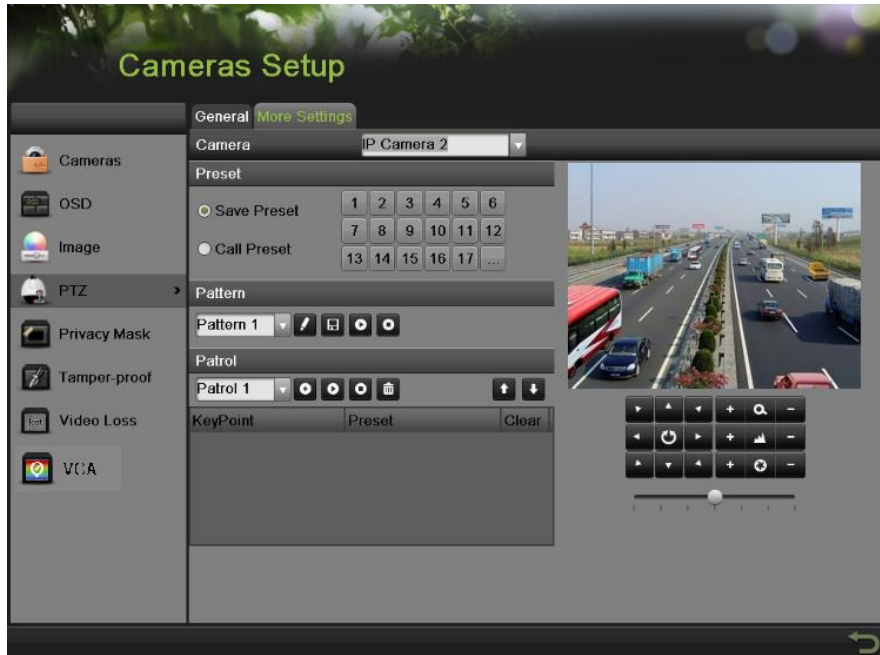 Cameras Setup
General More Settings
Camera IP Camera 2
Cameras
OSD
Image
PTZ
Privacy Mask
Tamper-proof
Video Loss
VCA
Preset
Save Preset
Call Preset
1 2 3 4 5 6
7 8 9 10 11 12
13 14 15 16 17 ...
Pattern
Pattern 1
Patrol
Patrol 1
KeyPoint Preset Clear